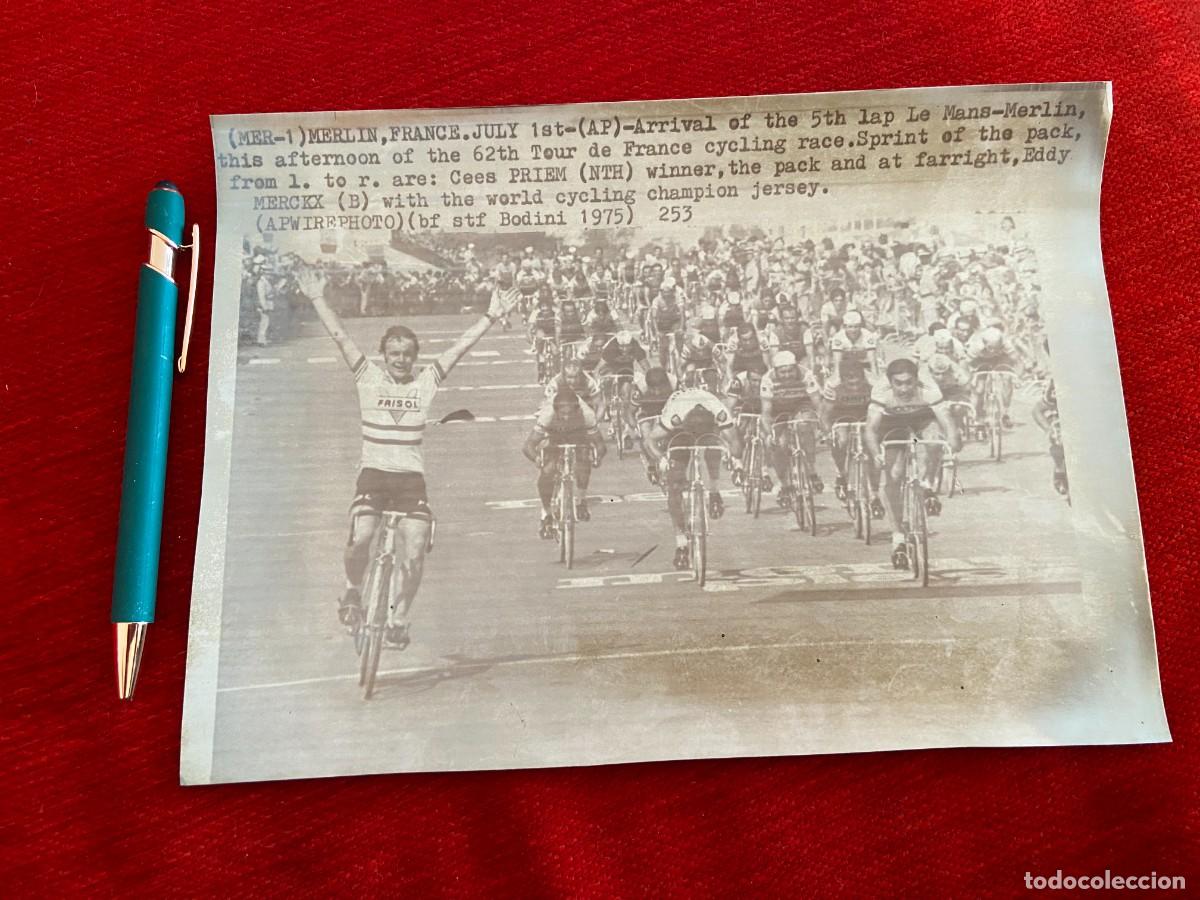 (MER-1)MERLIN,FRANCE.JULY 1st-(AP)-Arrival of the 5th lap Le Mans-Merlin,
this afternoon of the 62th Tour de France cycling race.Sprint of the pack,
from l. to r. are: Cees PRIEM (NTH) winner,the pack and at farright,Eddy
MERCKX (B) with the world cycling champion jersey.
(APWIREPHOTO)(bf stf Bodini 1975) 253
FRISOL
todocoleccion